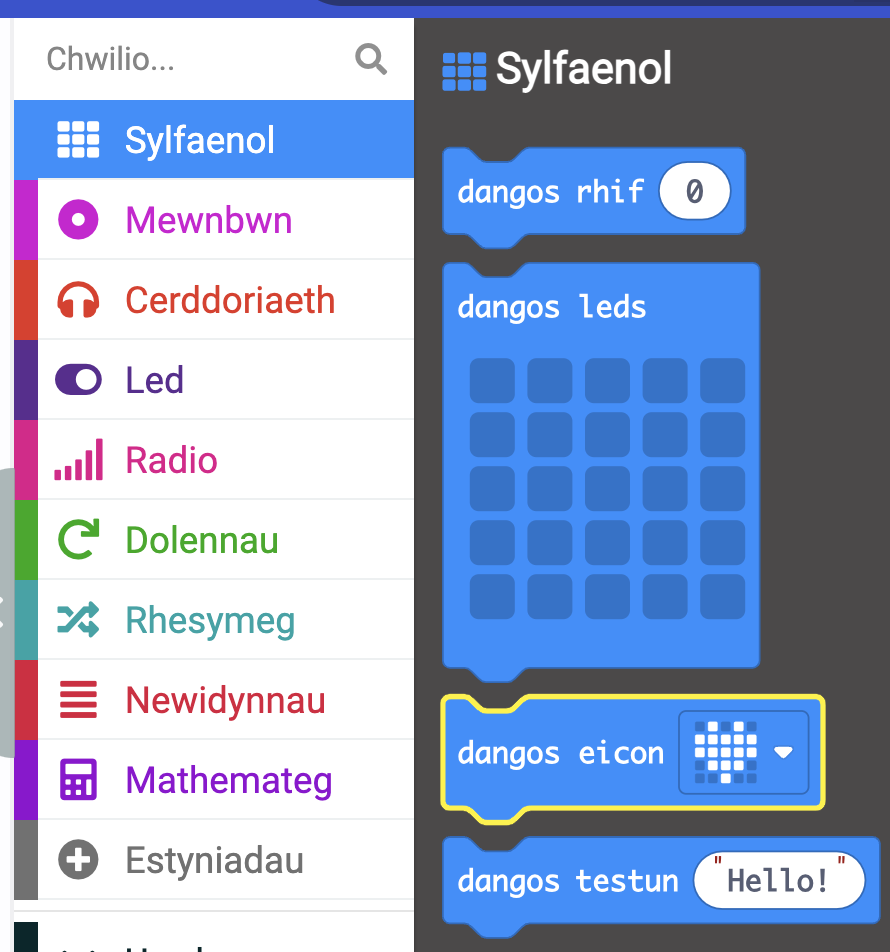 Chwilio...
Sylfaenol
Mewnbwn
Cerddoriaeth
Led
Radio
Dolennau
Rhesymeg
Newidynnau
Mathemateg
Estyniadau
Sylfaenol
dangos rhif 0
dangos leds
dangos eicon
dangos testun "Hello!"